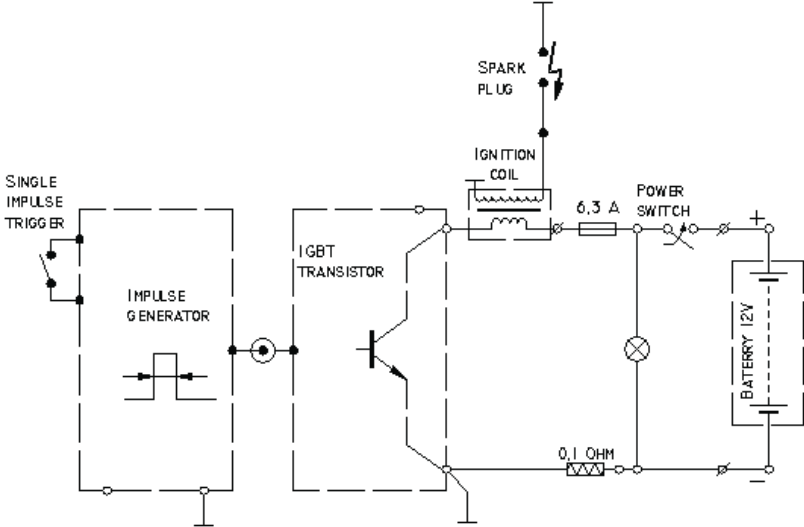 SPARK
PLUG
IGNITION
COIL
SINGLE
IMPULSE
TRIGGER
6,3 A
POWER
SWITCH
+
IGBT
TRANSISTOR
IMPULSE
GENERATOR
BATERRY 12V
0,1 OHM
−